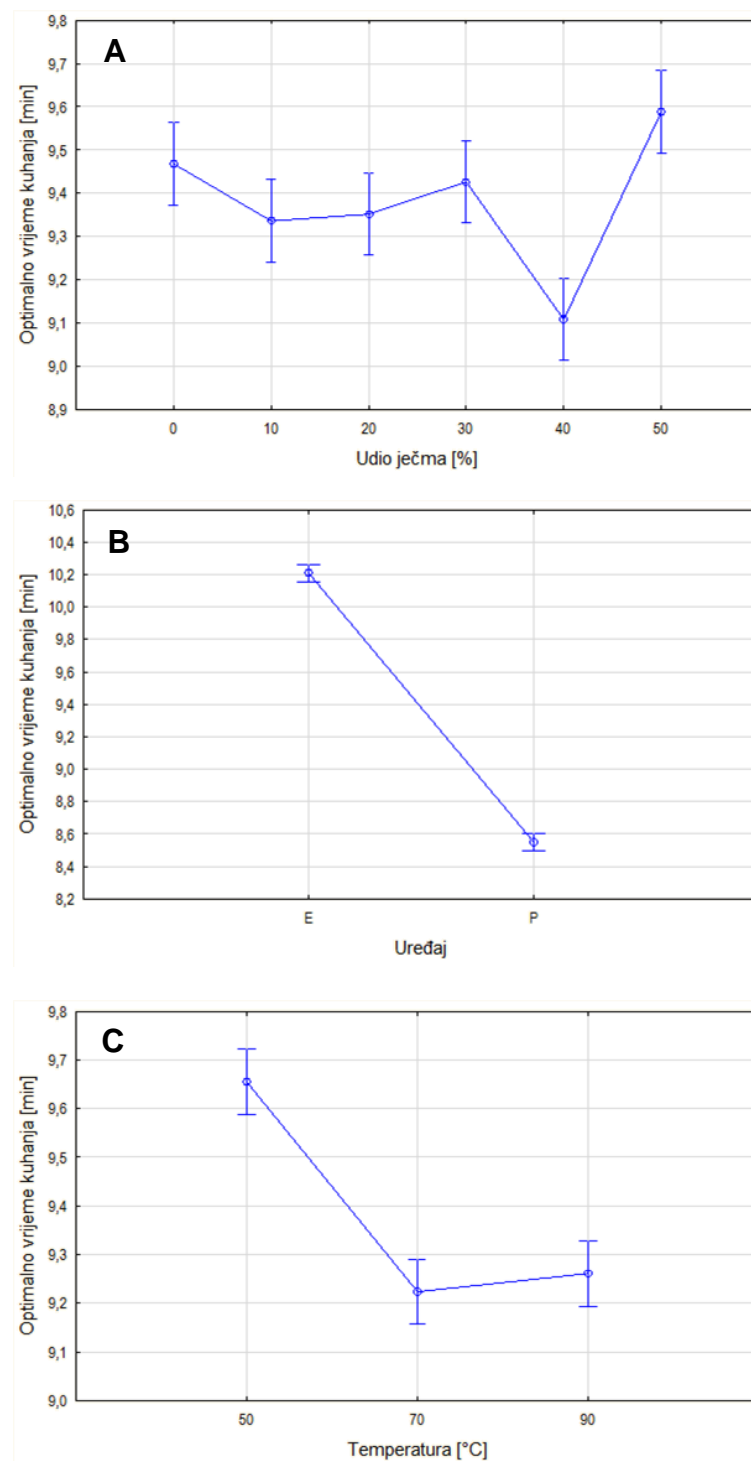 A
Optimalno vrijeme kuhanja [min]
9,8
9,7
9,6
9,5
9,4
9,3
9,2
9,1
9,0
8,9
0 10 20 30 40 50
Udio ječma [%]
B
Optimalno vrijeme kuhanja [min]
10,6
10,4
10,2
10,0
9,8
9,6
9,4
9,2
9,0
8,8
8,6
8,4
8,2
E P
Uređaj
C
Optimalno vrijeme kuhanja [min]
9,8
9,7
9,6
9,5
9,4
9,3
9,2
9,1
9,0
50 70 90
Temperatura [°C]